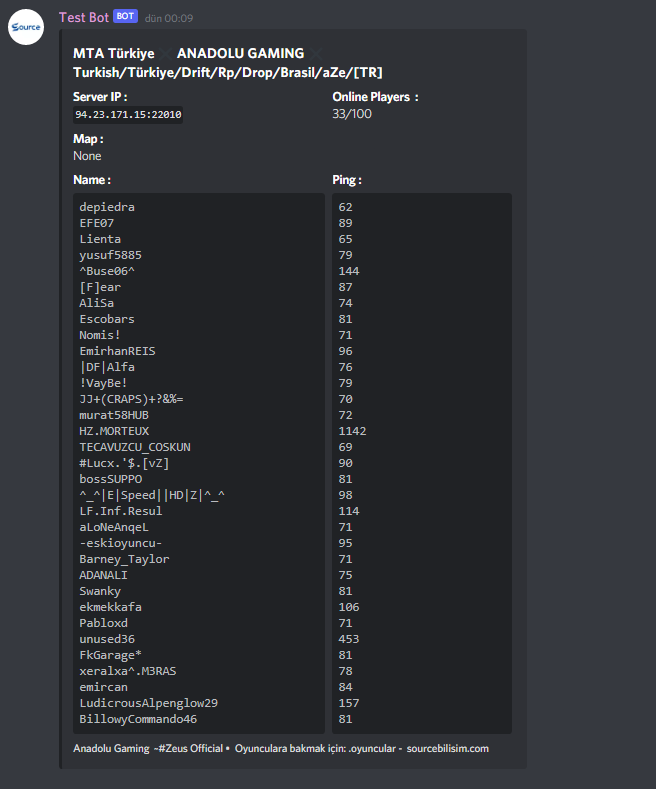 Source
Test Bot BOT dün 00:09
MTA Türkiye ANADOLU GAMING
Turkish/Türkiye/Drift/Rp/Drop/Brasil/aZe/[TR]
Server IP : Online Players :
94.23.171.15:22010 33/100
Map :
None
Name : Ping :
depiedra 62
EFE07 89
Lienta 65
yusuf5885 79
^Buse06^ 144
[F]ear 87
AliSa 74
Escobars 81
Nomis! 71
EmirhanREIS 96
|DF|Alfa 76
!VayBe! 79
JJ+(CRAPS)+?&%= 70
murat58HUB 72
HZ.MORTEUX 1142
TECAVUZCU_COSKUN 69
#Lucx.'$.[vZ] 90
bossSUPPO 81
^_^|E|Speed||HD|Z|^_^ 98
LF.Inf.Resul 114
aLoNeAnqeL 71
-eskioyuncu- 95
Barney_Taylor 71
ADANALI 75
Swanky 81
ekmekkafa 106
Pabloxd 71
unused36 453
FkGarage* 81
xeralxa^.M3RAS 78
emircan 84
LudicrousAlpenglow29 157
BillowyCommando46 81
Anadolu Gaming ~#Zeus Official • Oyunculara bakmak için: .oyuncular - sourcebilisim.com